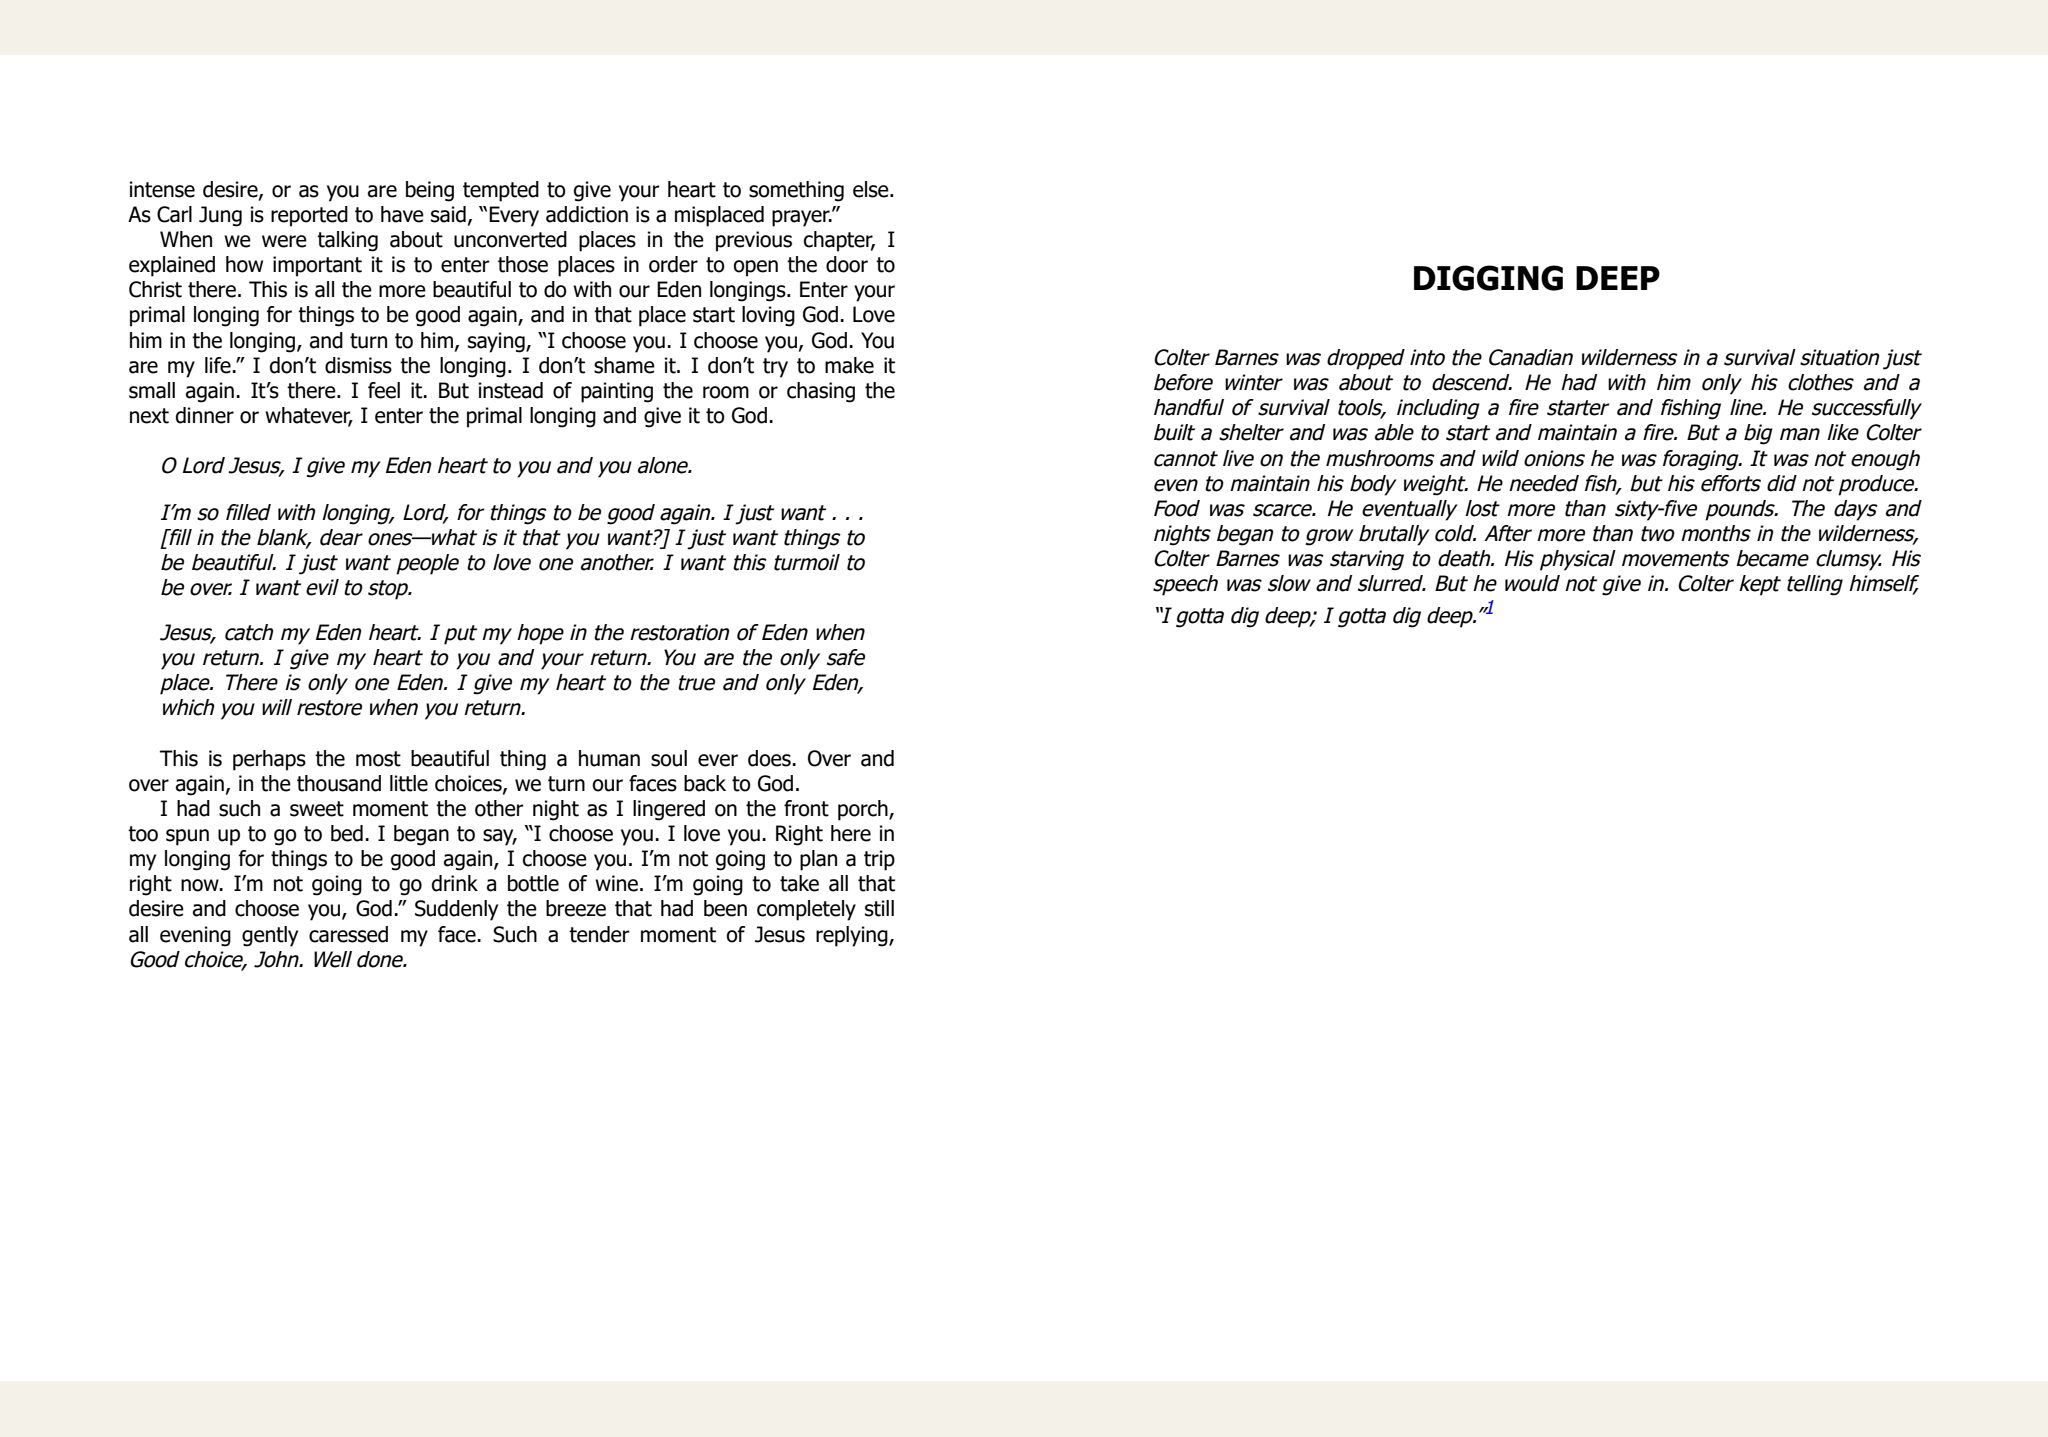 intense desire, or as you are being tempted to give your heart to something else.
As Carl Jung is reported to have said, “Every addiction is a misplaced prayer.”
When we were talking about unconverted places in the previous chapter, I
explained how important it is to enter those places in order to open the door to
Christ there. This is all the more beautiful to do with our Eden longings. Enter your
primal longing for things to be good again, and in that place start loving God. Love
him in the longing, and turn to him, saying, “I choose you. I choose you, God. You
are my life.” I don’t dismiss the longing. I don’t shame it. I don’t try to make it
small again. It’s there. I feel it. But instead of painting the room or chasing the
next dinner or whatever, I enter the primal longing and give it to God.
O Lord Jesus, I give my Eden heart to you and you alone.
I’m so filled with longing, Lord, for things to be good again. I just want . . .
[fill in the blank, dear ones—what is it that you want?] I just want things to
be beautiful. I just want people to love one another. I want this turmoil to
be over. I want evil to stop.
Jesus, catch my Eden heart. I put my hope in the restoration of Eden when
you return. I give my heart to you and your return. You are the only safe
place. There is only one Eden. I give my heart to the true and only Eden,
which you will restore when you return.
This is perhaps the most beautiful thing a human soul ever does. Over and
over again, in the thousand little choices, we turn our faces back to God.
I had such a sweet moment the other night as I lingered on the front porch,
too spun up to go to bed. I began to say, “I choose you. I love you. Right here in
my longing for things to be good again, I choose you. I’m not going to plan a trip
right now. I’m not going to go drink a bottle of wine. I’m going to take all that
desire and choose you, God.” Suddenly the breeze that had been completely still
all evening gently caressed my face. Such a tender moment of Jesus replying,
Good choice, John. Well done.
DIGGING DEEP
Colter Barnes was dropped into the Canadian wilderness in a survival situation just
before winter was about to descend. He had with him only his clothes and a
handful of survival tools, including a fire starter and fishing line. He successfully
built a shelter and was able to start and maintain a fire. But a big man like Colter
cannot live on the mushrooms and wild onions he was foraging. It was not enough
even to maintain his body weight. He needed fish, but his efforts did not produce.
Food was scarce. He eventually lost more than sixty-five pounds. The days and
nights began to grow brutally cold. After more than two months in the wilderness,
Colter Barnes was starving to death. His physical movements became clumsy. His
speech was slow and slurred. But he would not give in. Colter kept telling himself,
“I gotta dig deep; I gotta dig deep.”1